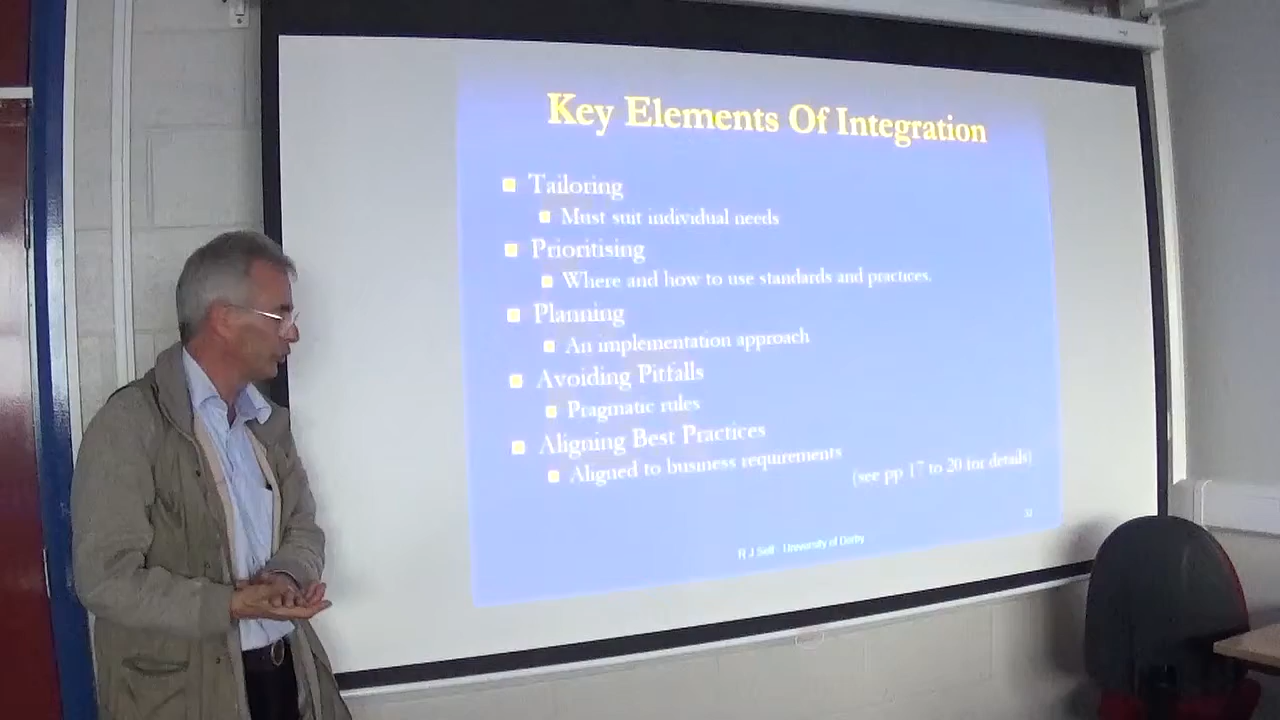 Key Elements Of Integration
Tailoring
Must suit individual needs
Prioritising
Where and how to use standards and practices.
Planning
An implementation approach
Avoiding Pitfalls
Pragmatic rules
Aligning Best Practices
Aligned to business requirements
(see pp 17 to 20 for details)
R J Self - University of Derby